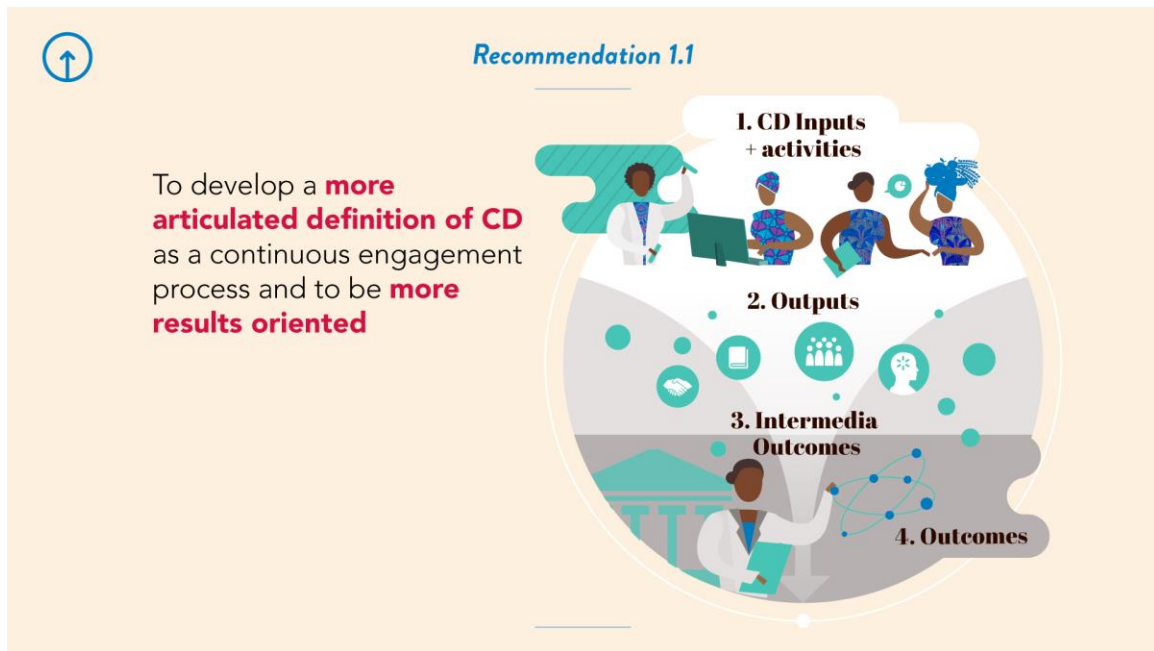 Recommendation 1.1
To develop a more
articulated definition of CD
as a continuous engagement
process and to be more
results oriented
1. CD Inputs
+ activities
2. Outputs
3. Intermedia
Outcomes
4. Outcomes